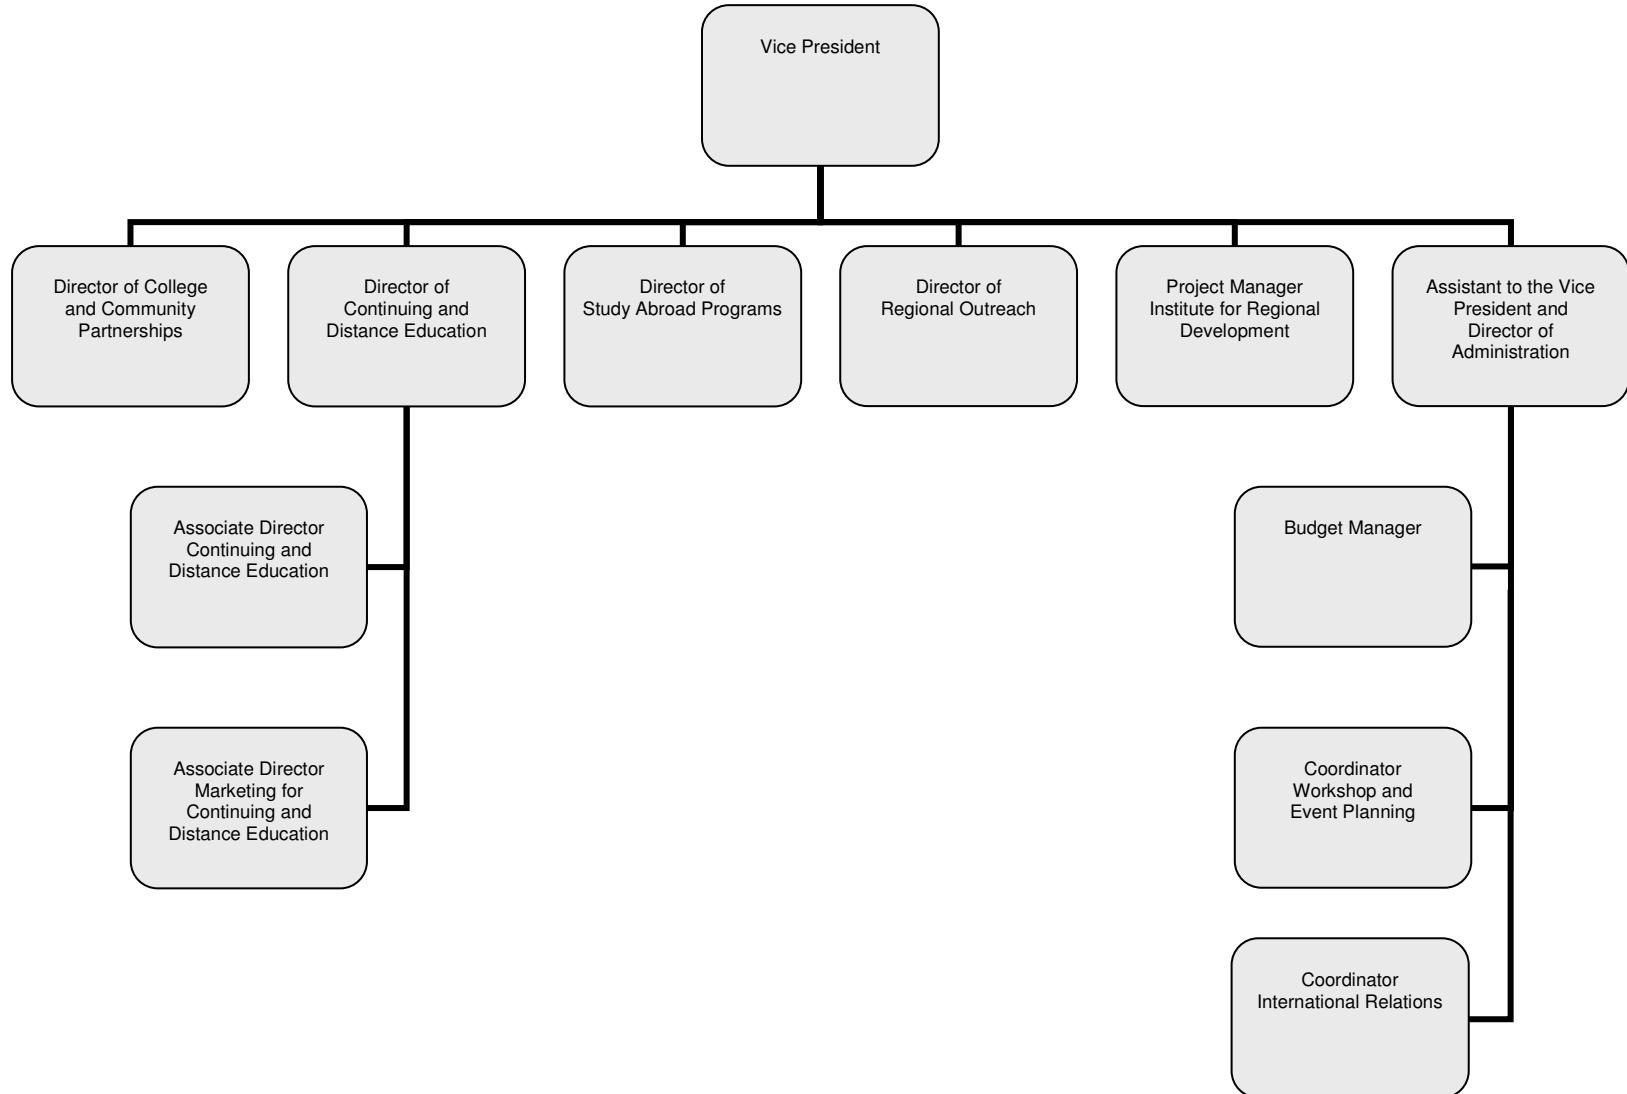 Vice President
Director of College
and Community
Partnerships
Director of
Continuing and
Distance Education
Director of
Study Abroad Programs
Director of
Regional Outreach
Project Manager
Institute for Regional
Development
Assistant to the Vice
President and
Director of
Administration
Associate Director
Continuing and
Distance Education
Budget Manager
Associate Director
Marketing for
Continuing and
Distance Education
Coordinator
Workshop and
Event Planning
Coordinator
International Relations